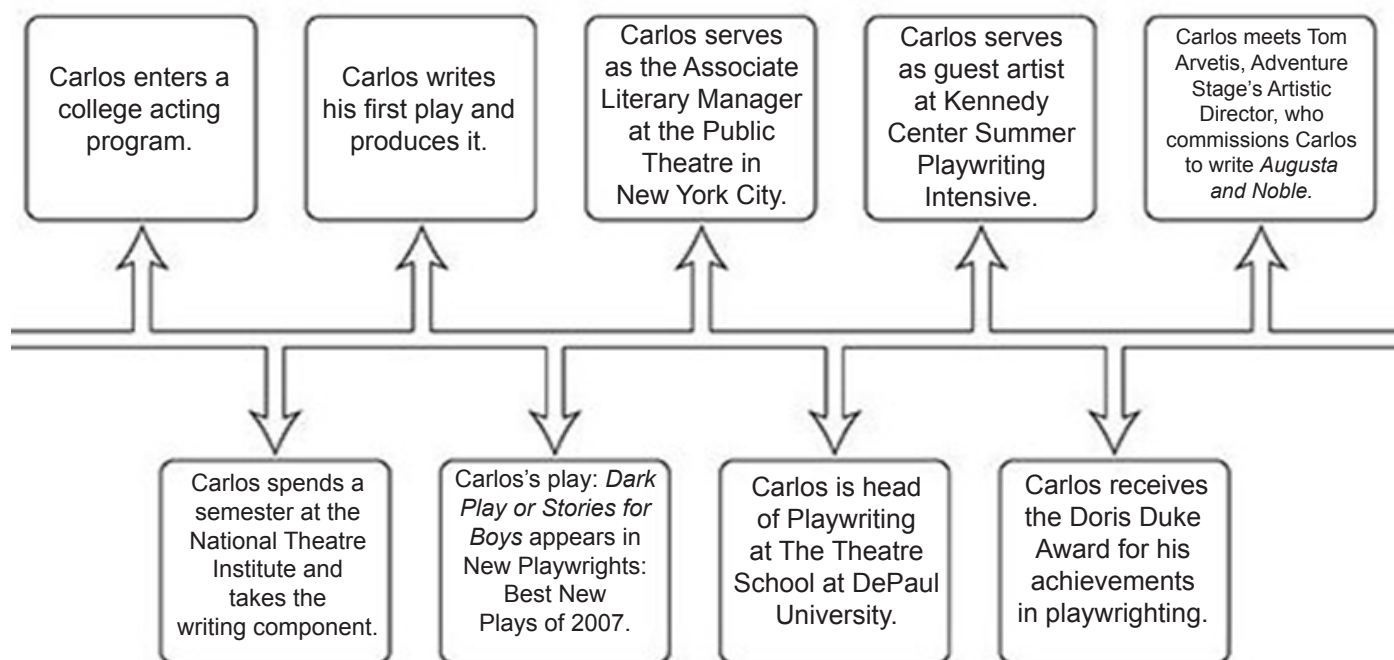 Carlos enters a
college acting
program.
Carlos writes
his first play and
produces it.
Carlos serves
as the Associate
Literary Manager
at the Public
Theatre in
New York City.
Carlos serves
as guest artist
at Kennedy
Center Summer
Playwriting
Intensive.
Carlos meets Tom
Arvetis, Adventure
Stage's Artistic
Director, who
commissions Carlos
to write Augusta
and Noble.
Carlos spends a
semester at the
National Theatre
Institute and
takes the
writing component.
Carlos's play: Dark
Play or Stories for
Boys appears in
New Playwrights:
Best New
Plays of 2007.
Carlos is head
of Playwriting
at The Theatre
School at DePaul
University.
Carlos receives
the Doris Duke
Award for his
achievements
in playwrighting.